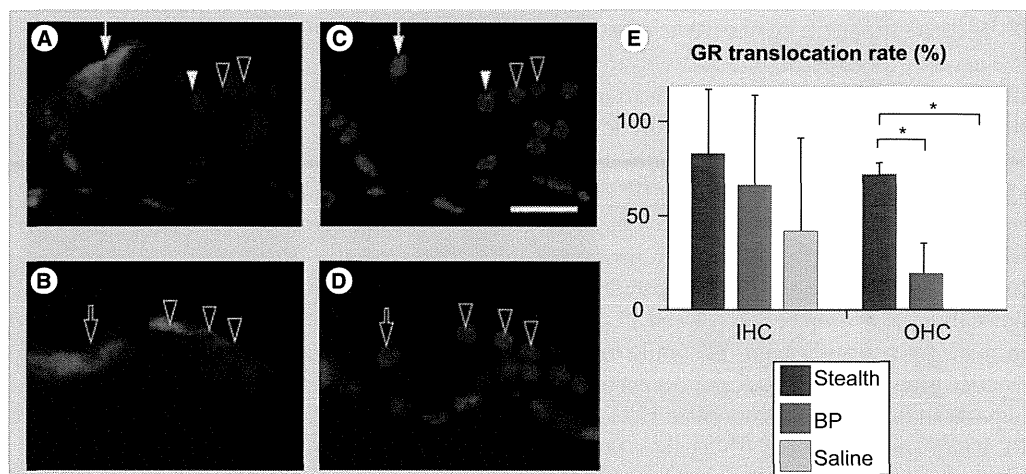 A
C
E
GR translocation rate (%)
100
50
0
*
*
IHC
OHC
B
D
Stealth
BP
Saline